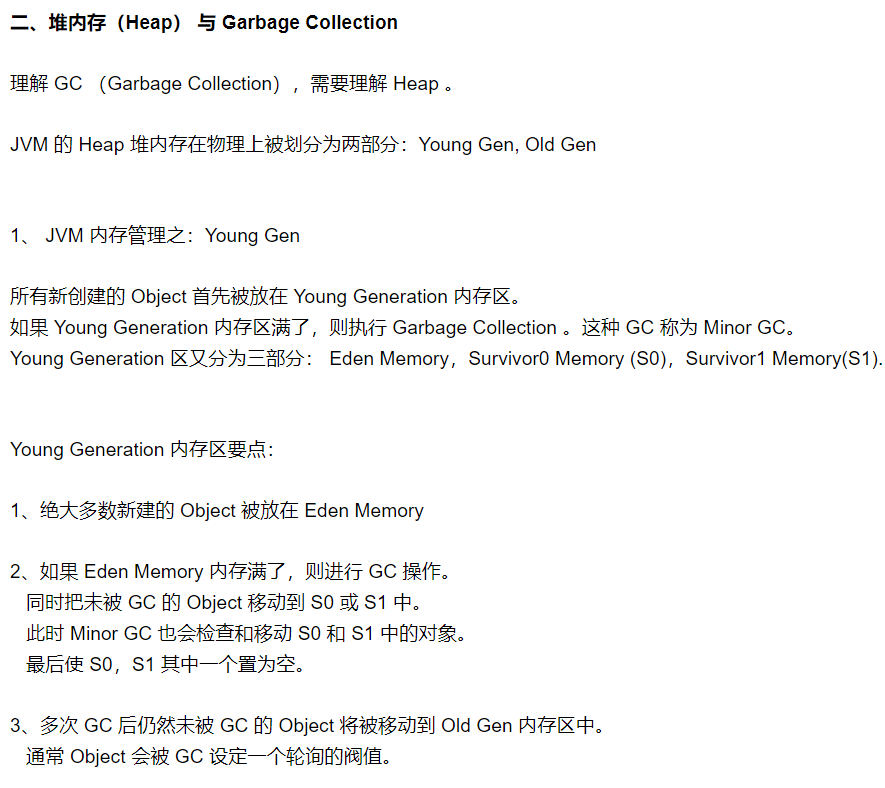 二、堆内存（Heap） 与 Garbage Collection
理解 GC （Garbage Collection），需要理解 Heap 。
JVM 的 Heap 堆内存在物理上被划分为两部分：Young Gen, Old Gen
1、 JVM 内存管理之：Young Gen
所有新创建的 Object 首先被放在 Young Generation 内存区。
如果 Young Generation 内存区满了，则执行 Garbage Collection 。这种 GC 称为 Minor GC。
Young Generation 区又分为三部分： Eden Memory，Survivor0 Memory (S0)，Survivor1 Memory(S1).
Young Generation 内存区要点：
1、绝大多数新建的 Object 被放在 Eden Memory
2、如果 Eden Memory 内存满了，则进行 GC 操作。
同时把未被 GC 的 Object 移动到 S0 或 S1 中。
此时 Minor GC 也会检查和移动 S0 和 S1 中的对象。
最后使 S0，S1 其中一个置为空。
3、多次 GC 后仍然未被 GC 的 Object 将被移动到 Old Gen 内存区中。
通常 Object 会被 GC 设定一个轮询的阀值。